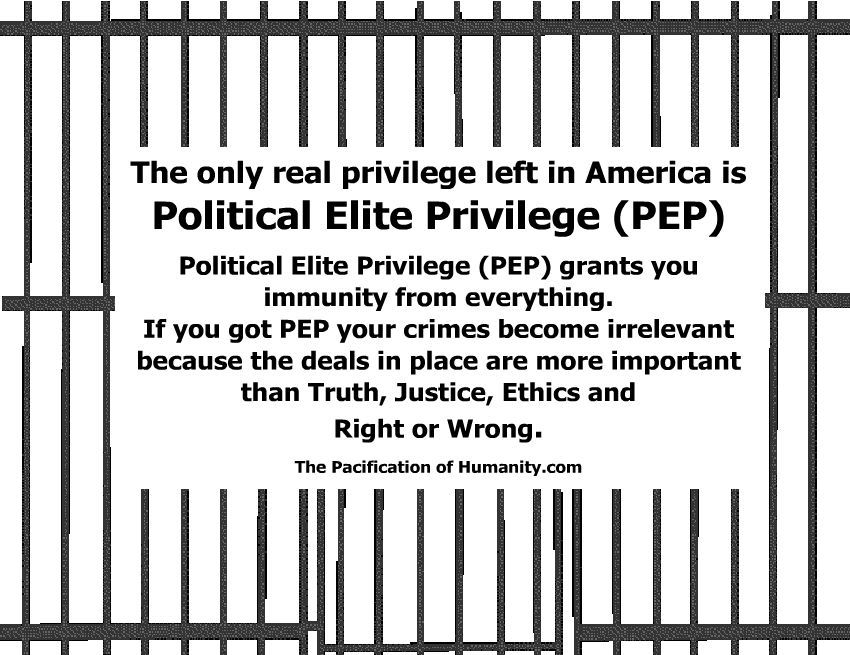 The only real privilege left in America is
Political Elite Privilege (PEP)
Political Elite Privilege (PEP) grants you
immunity from everything.
If you got PEP your crimes become irrelevant
because the deals in place are more important
than Truth, Justice, Ethics and
Right or Wrong.
The Pacification of Humanity.com